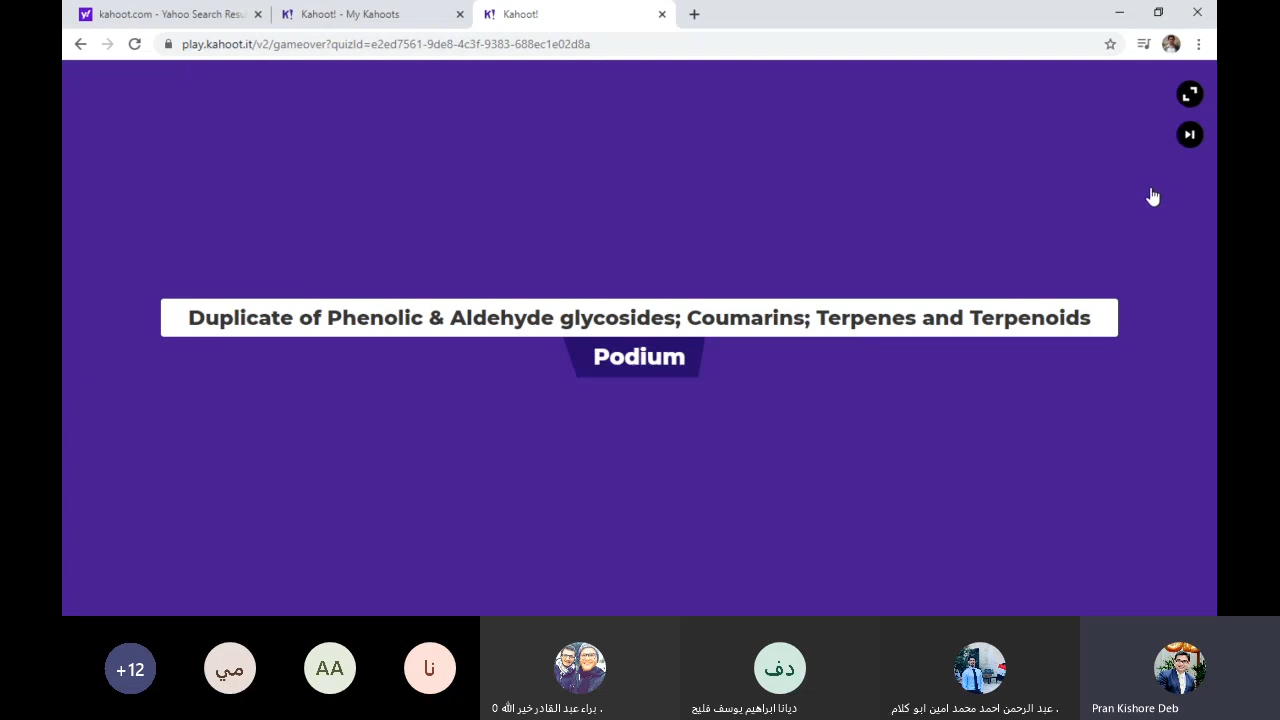 kahoot.com - Yahoo Search Resu
Kahoot! - My Kahoots
Kahoot!
play.kahoot.it/v2/gameover?quizId=e2ed7561-9de8-4c3f-9383-688ec1e02d8a
Duplicate of Phenolic & Aldehyde glycosides; Coumarins; Terpenes and Terpenoids
Podium
+12
مي
AA
نا
دف
براء عبد القادر خير الله 0 .
ديانا ابراهيم يوسف فليح
عبد الرحمن احمد محمد امين ابو كلام .
Pran Kishore Deb